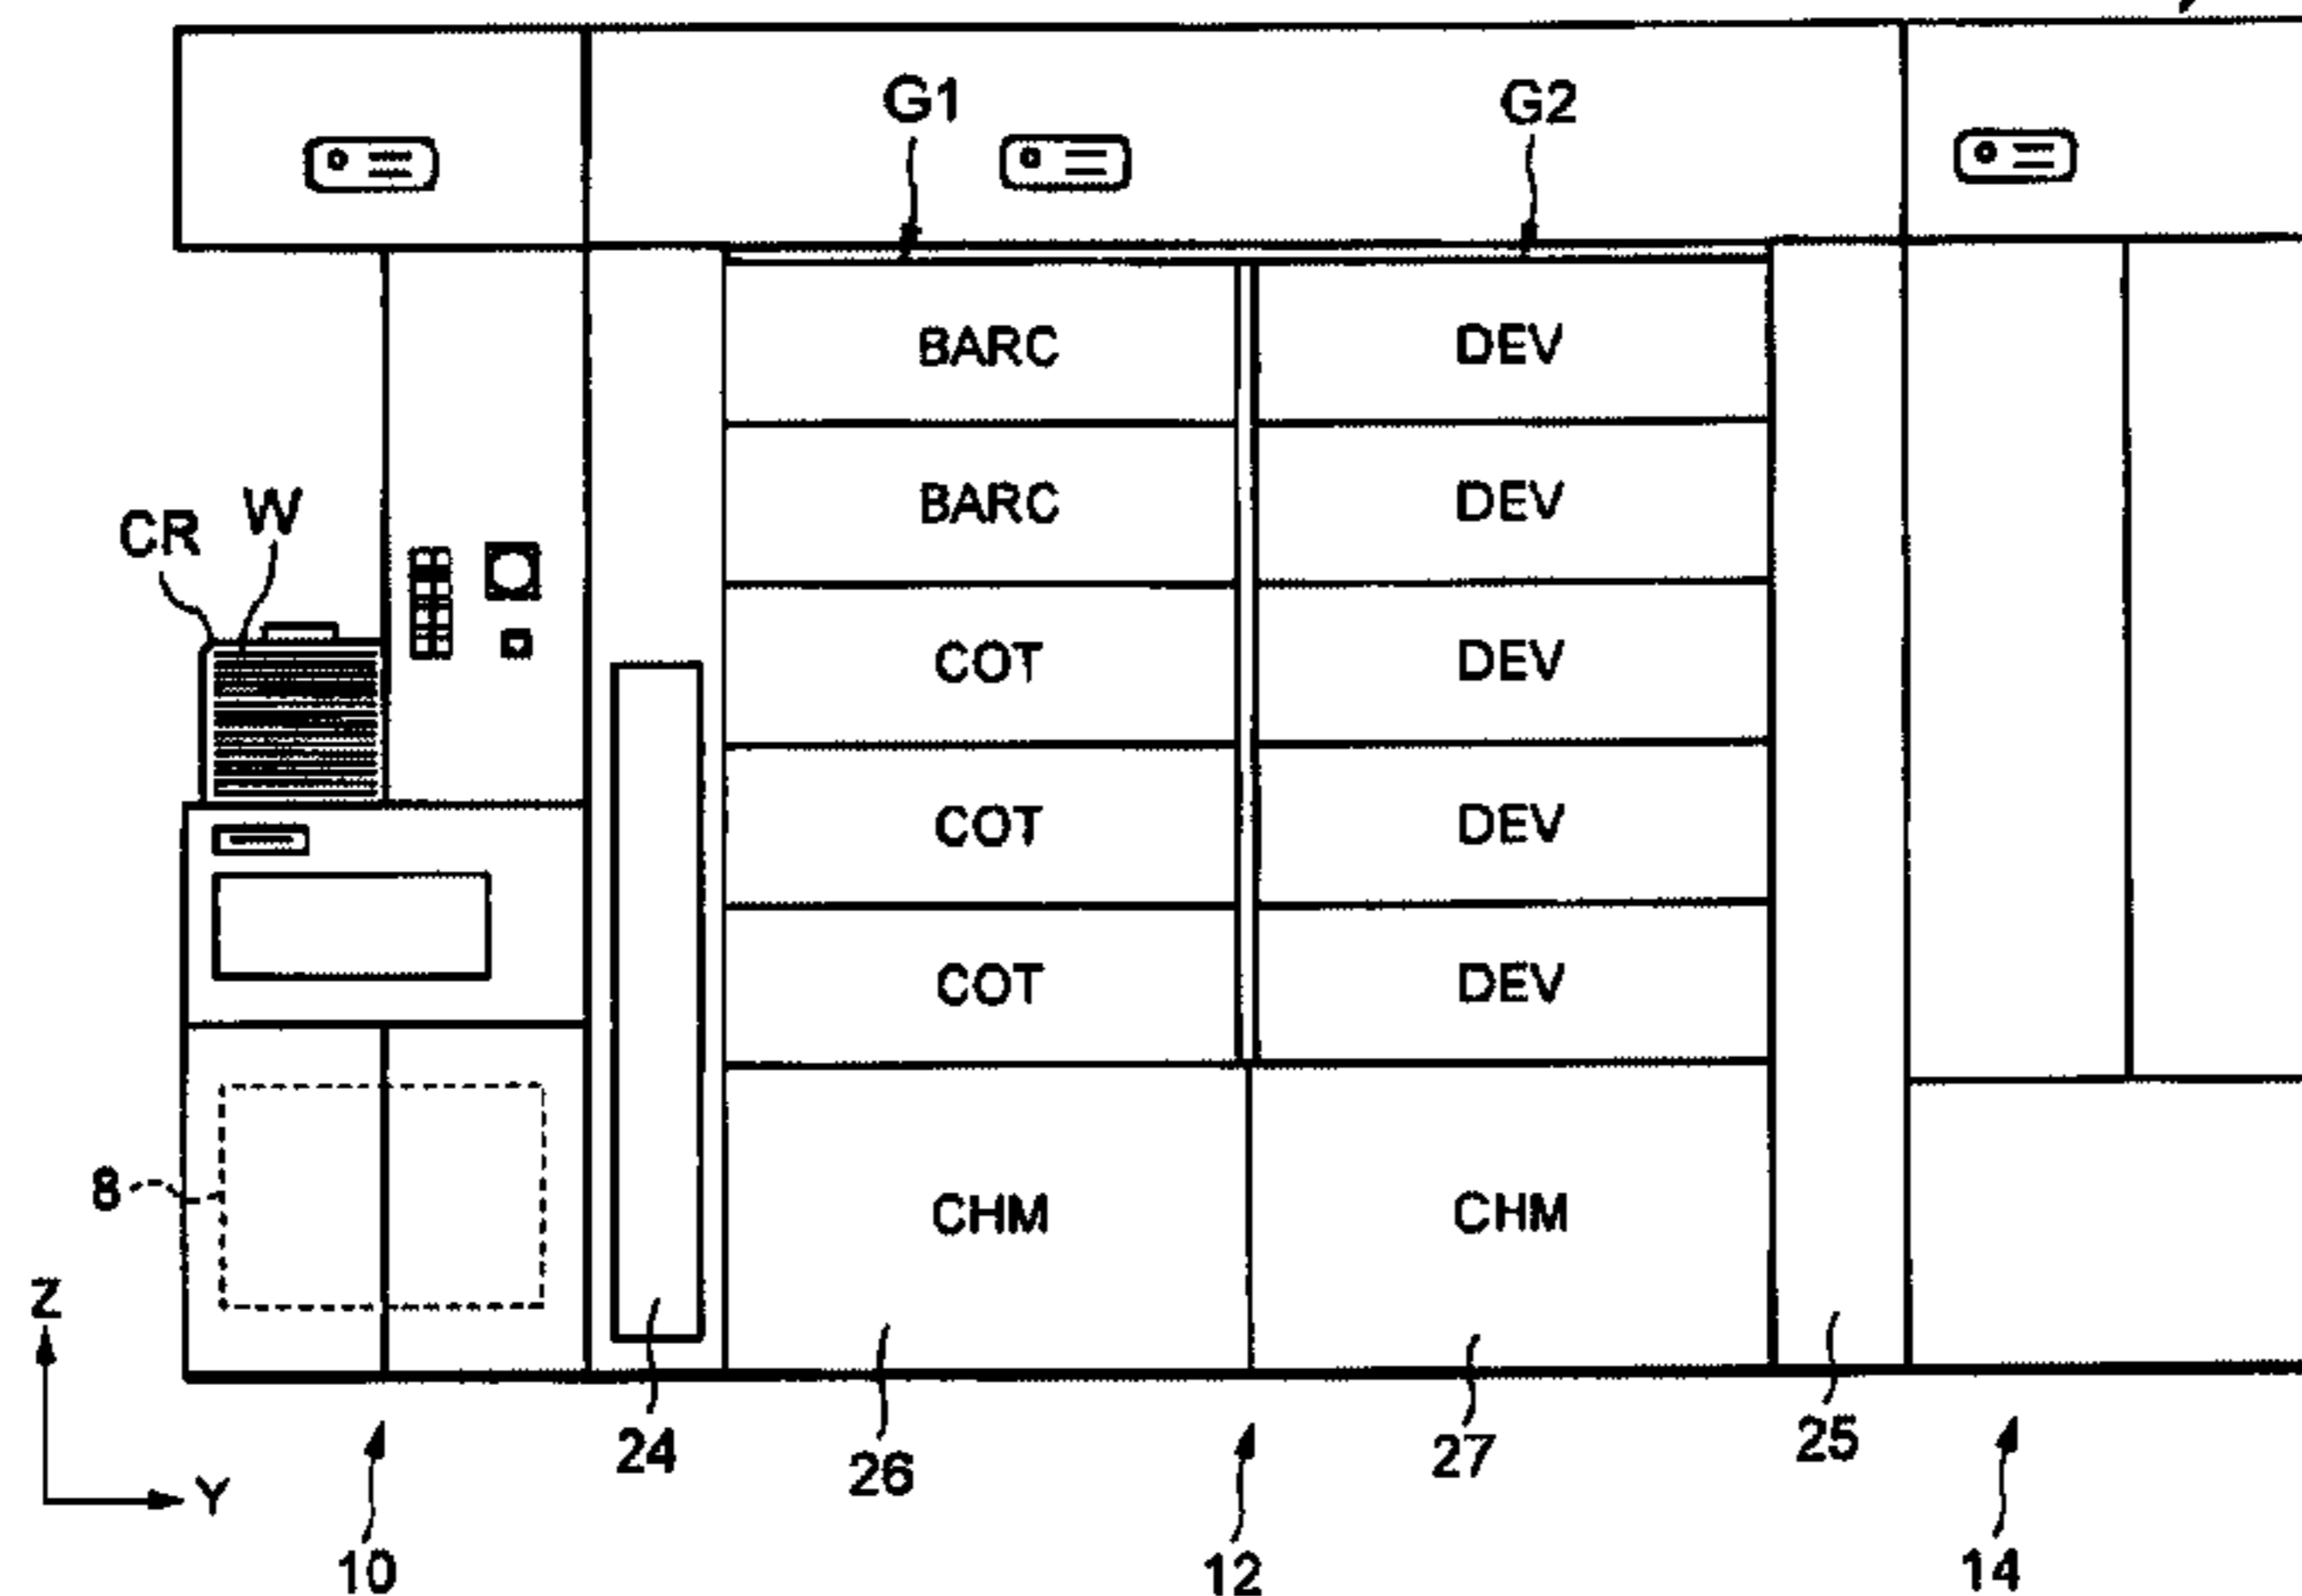 G1 G2
BARC DEV
BARC DEV
CR W
COT DEV
COT DEV
COT DEV
8
CHM CHM
Z
Y
24 26 27 25
10 12 14